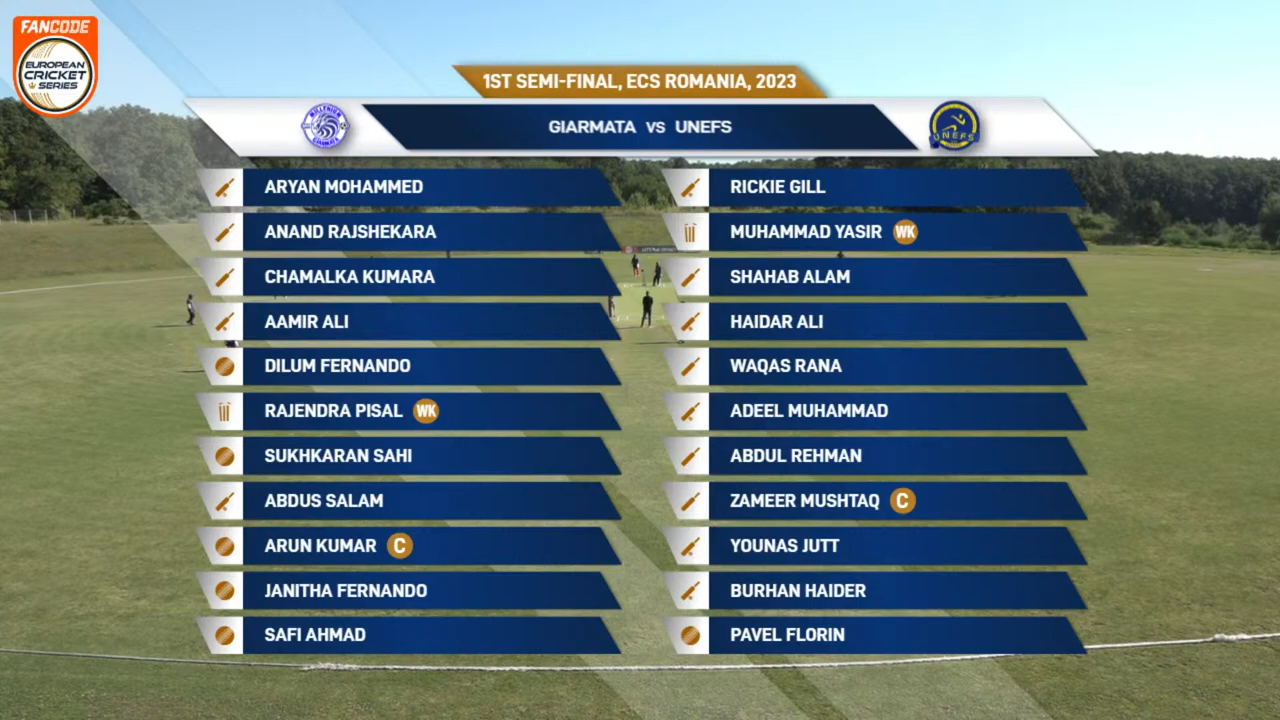 FANCODE
EUROPEAN
CRICKET
SERIES
1ST SEMI-FINAL, ECS ROMANIA, 2023
GIARMATA VS UNEFS
UNEFS
ARYAN MOHAMMED
ANAND RAJSHEKARA
CHAMALKA KUMARA
AAMIR ALI
DILUM FERNANDO
RAJENDRA PISAL WK
SUKHKARAN SAHI
ABDUS SALAM
ARUN KUMAR C
JANITHA FERNANDO
SAFI AHMAD
RICKIE GILL
MUHAMMAD YASIR WK
SHAHAB ALAM
HAIDAR ALI
WAQAS RANA
ADEEL MUHAMMAD
ABDUL REHMAN
ZAMEER MUSHTAQ C
YOUNAS JUTT
BURHAN HAIDER
PAVEL FLORIN